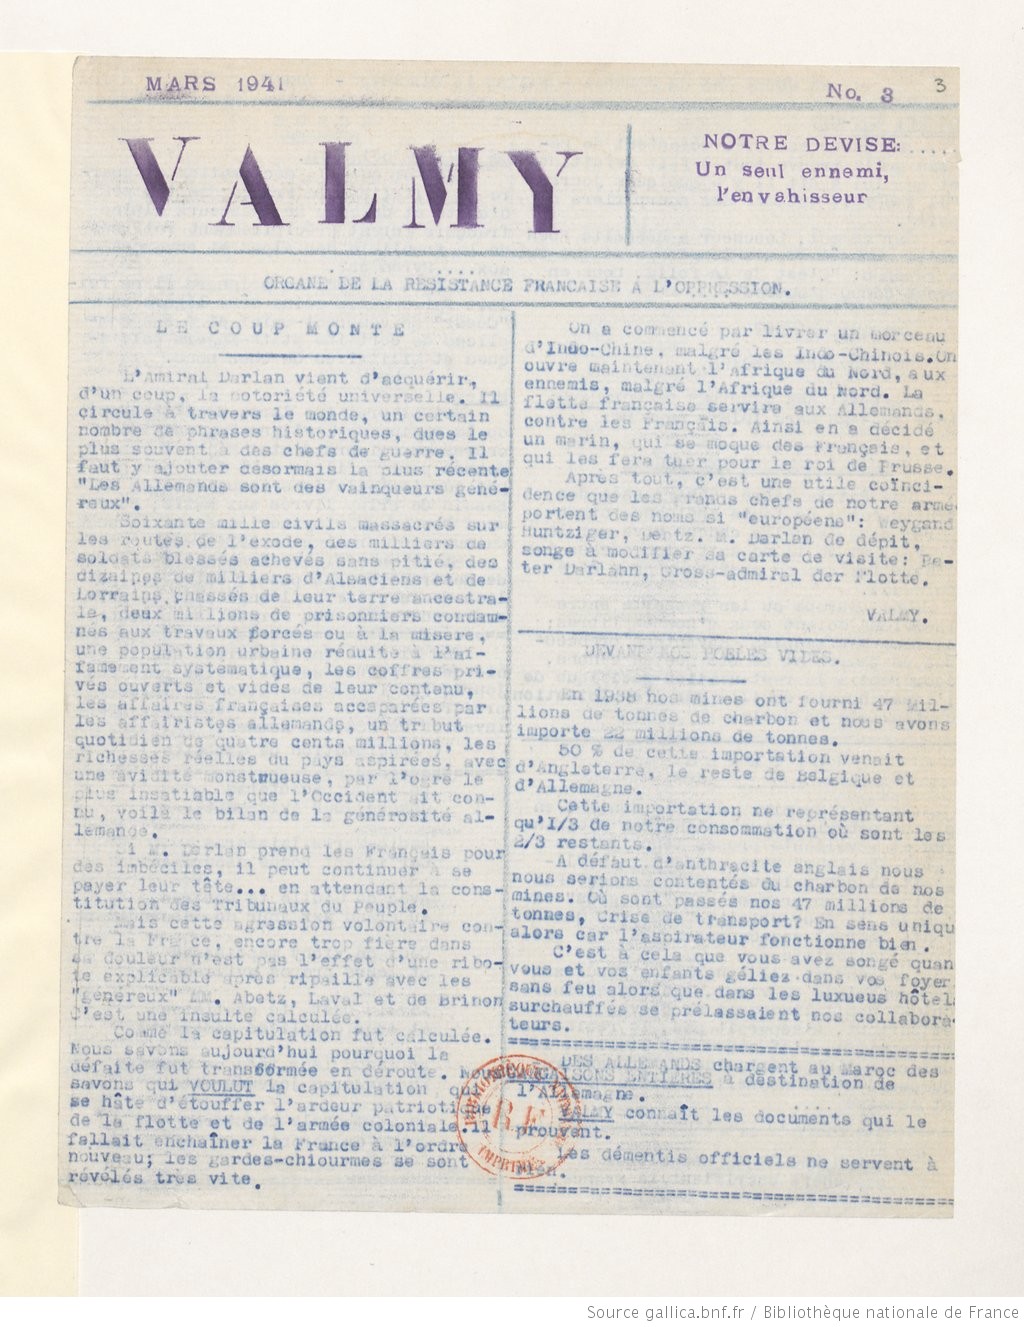 MARS 1941
No. 3
3
VALMY
NOTRE DEVISE:....
Un seul ennemi,
l'envahisseur
ORGANE DE LA RESISTANCE FRANCAISE A L'OPPRESSION.
LE COUP MONTE
L'Amiral Darlan vient d'acquérir,
d'un coup, la notoriété universelle. Il
circule à travers le monde, un certain
nombre de phrases historiques, dues le
plus souvent à des chefs de guerre. Il
faut y ajouter désormais la plus récente
"Les Allemands sont des vainqueurs géné-
reux".
Soixante mille civils massacrés sur
les routes de l'exode, des milliers de
soldats blessés achevés sans pitié, des
dizaines de milliers d'Alsaciens et de
Lorrains chassés de leur terre ancestra-
le, deux millions de prisonniers condam-
nés aux travaux forcés ou à la misère,
une population urbaine réduite à l'af-
famement systématique, les coffres pri-
vés ouverts et vidés de leur contenu,
les affaires françaises accaparées par
les affairistes allemands, un tribut
quotidien de quatre cents millions, les
richesses réelles du pays aspirées, avec
une avidité monstrueuse, par l'ogre le
plus insatiable que l'Occident ait con-
nu, voilà le bilan de la générosité al-
lemande.
Si M. Darlan prend les Français pour
des imbéciles, il peut continuer à se
payer leur tête... en attendant la cons-
titution des Tribunaux du Peuple.
Mais cette agression volontaire con-
tre la France, encore trop fière dans
sa douleur n'est pas l'effet d'une ribo-
te explicable après ripaille avec les
"généreux" MM. Abetz, Laval et de Brinon
C'est une insulte calculée.
Comme la capitulation fut calculée.
Nous savons aujourd'hui pourquoi la
défaite fut transformée en déroute. Nous
savons qui VOULUT la capitulation qui
se hâte d'étouffer l'ardeur patriotique
de la flotte et de l'armée coloniale.Il
fallait enchaîner la France à l'ordre
nouveau; les gardes-chiourmes se sont
révélés très vite.
On a commencé par livrer un morceau
d'Indo-Chine, malgré les Indo-Chinois.On
ouvre maintenant l'Afrique du Nord, aux
ennemis, malgré l'Afrique du Nord. La
flotte française servira aux Allemands,
contre les Français. Ainsi en a décidé
un marin, qui se moque des Français, et
qui les fera tuer pour le roi de Prusse.
Après tout, c'est une utile coïnci-
dence que les grands chefs de notre armé
portent des noms si "européens": Weygand
Huntziger, Dentz. M. Darlan de dépit,
songe à modifier sa carte de visite: Pe-
ter Darlahn, Gross-admiral der Flotte.
VALMY.
DEVANT NOS POELES VIDES.
En 1938 nos mines ont fourni 47 Mil-
lions de tonnes de charbon et nous avons
importé 22 millions de tonnes.
50 % de cette importation venait
d'Angleterre, le reste de Belgique et
d'Allemagne.
Cette importation ne représentant
qu'1/3 de notre consommation où sont les
2/3 restants.
A défaut d'anthracite anglais nous
nous serions contentés du charbon de nos
mines. Où sont passés nos 47 millions de
tonnes, Crise de transport? En sens uniqu
alors car l'aspirateur fonctionne bien.
C'est à cela que vous avez songé quan
vous et vos enfants géliez dans vos foyer
sans feu alors que dans les luxueux hôtel
surchauffés se prélassaient nos collabora-
teurs.
DES ALLEMANDS chargent au Maroc des
CARGAISONS ENTIERES à destination de
l'Allemagne.
VALMY connaît les documents qui le
prouvent.
Les démentis officiels ne servent à
rien.
R.F
IMPRIMÉS
Source gallica.bnf.fr / Bibliothèque nationale de France